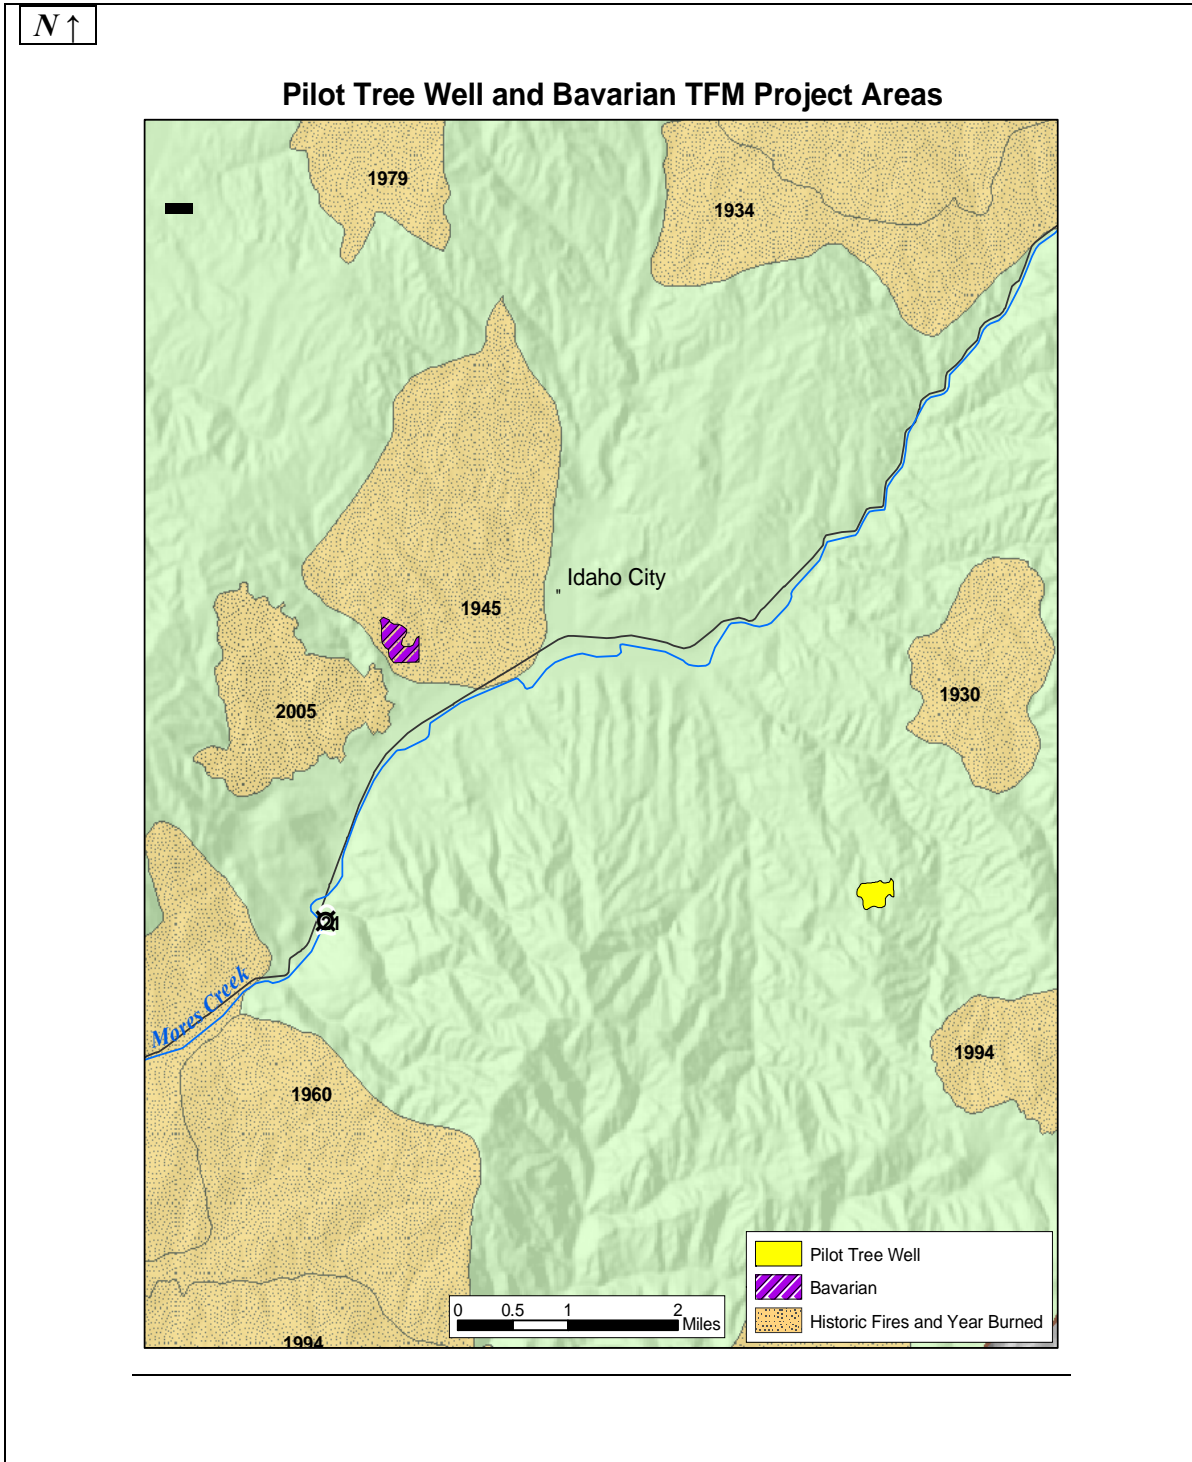 N ↑
Pilot Tree Well and Bavarian TFM Project Areas
1979
1934
Idaho City
"
1945
1930
2005
21
Mores Creek
1994
1960
Pilot Tree Well
Bavarian
Historic Fires and Year Burned
0 0.5 1 2
Miles
1994